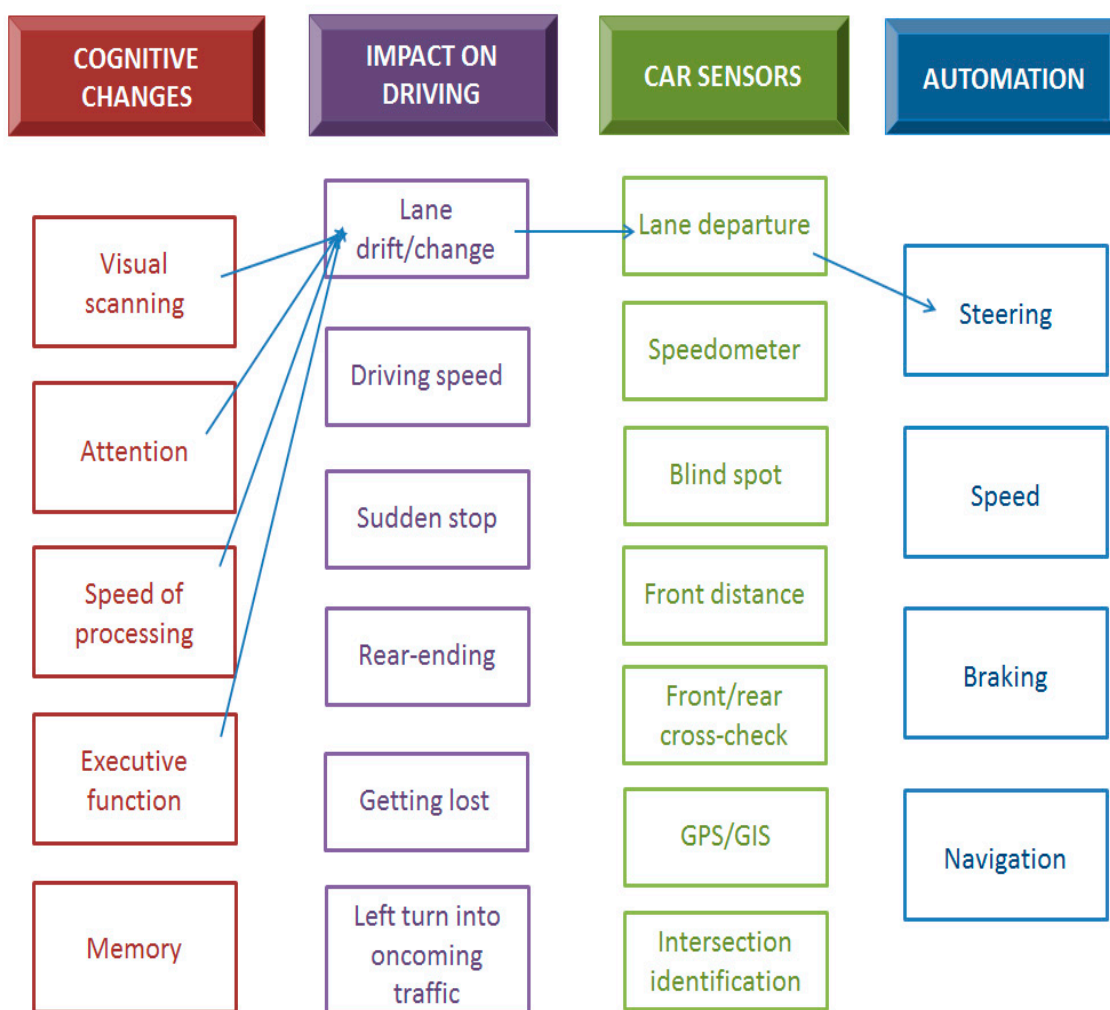 COGNITIVE
CHANGES
IMPACT ON
DRIVING
CAR SENSORS
AUTOMATION
Visual
scanning
Attention
Speed of
processing
Executive
function
Memory
Lane
drift/change
Driving speed
Sudden stop
Rear-ending
Getting lost
Left turn into
oncoming
traffic
Lane departure
Speedometer
Blind spot
Front distance
Front/rear
cross-check
GPS/GIS
Intersection
identification
Steering
Speed
Braking
Navigation